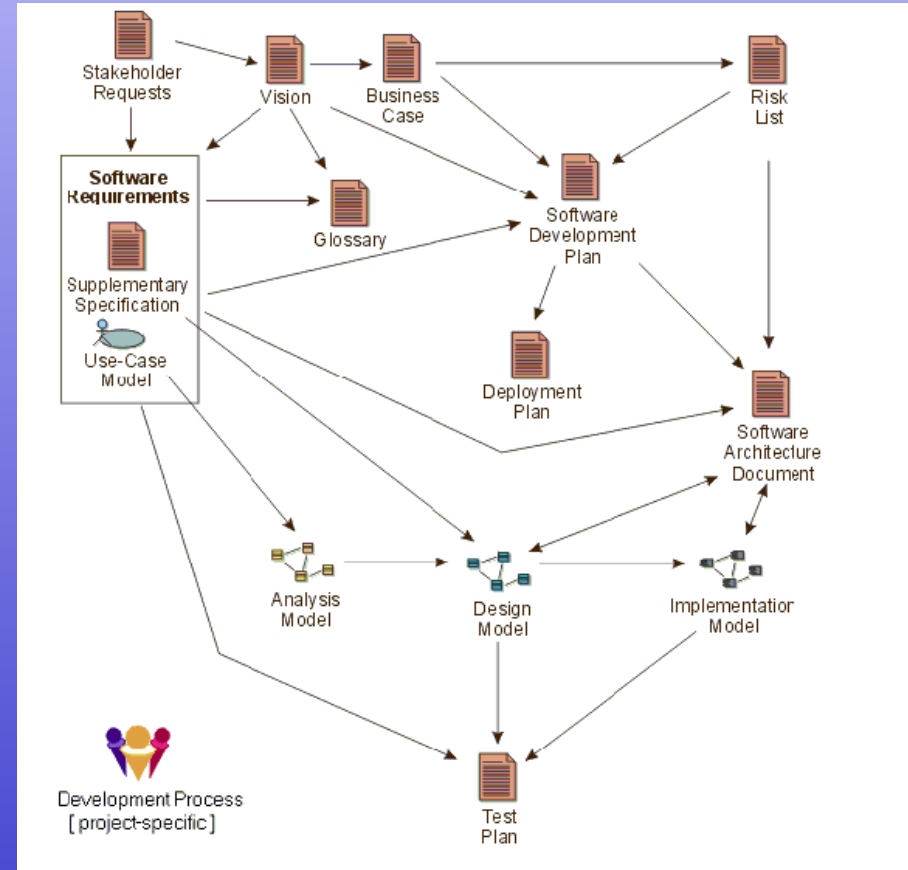 Stakeholder
Requests
Vision
Business
Case
Risk
List
Software
Requirements
Glossary
Software
Development
Plan
Supplementary
Specification
Use-Case
Model
Deployment
Plan
Software
Architecture
Document
Analysis
Model
Design
Model
Implementation
Model
Development Process
[ project-specific ]
Test
Plan